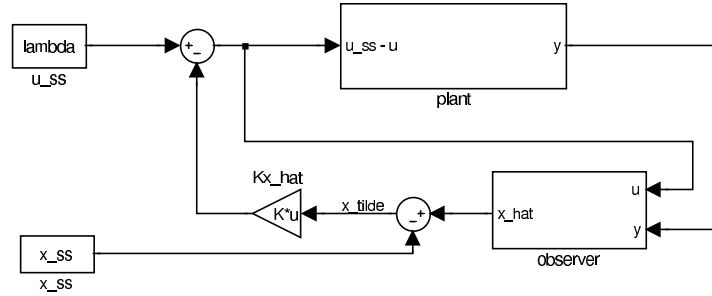 lambda
u_ss
+
_
u_ss - u
y
plant
Kx_hat
K*u
x_tilde
+
_
x_hat
u
y
observer
x_ss
x_ss